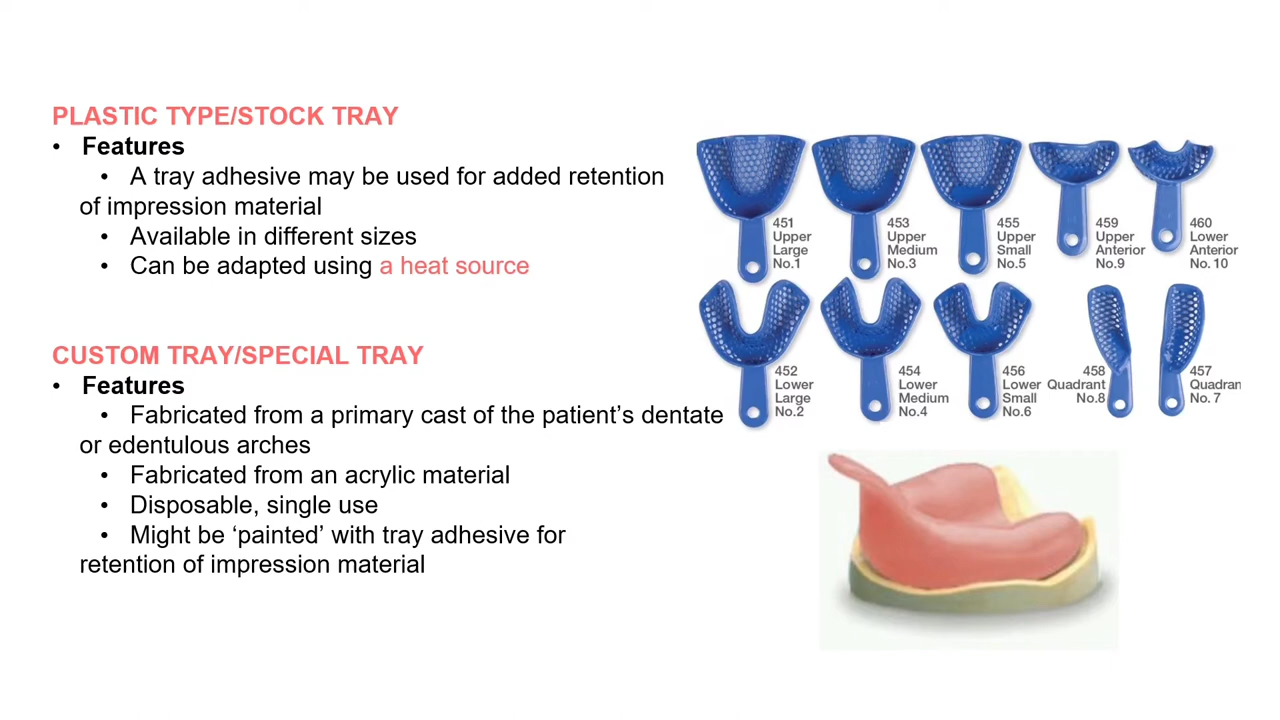 PLASTIC TYPE/STOCK TRAY
• Features
• A tray adhesive may be used for added retention
of impression material
• Available in different sizes
• Can be adapted using a heat source
CUSTOM TRAY/SPECIAL TRAY
• Features
• Fabricated from a primary cast of the patient’s dentate
or edentulous arches
• Fabricated from an acrylic material
• Disposable, single use
• Might be ‘painted’ with tray adhesive for
retention of impression material
451
Upper
Large
No.1
453
Upper
Medium
No.3
455
Upper
Small
No.5
459
Upper
Anterior
No.9
460
Lower
Anterior
No. 10
452
Lower
Large
No.2
454
Lower
Medium
No.4
456
Lower
Small
No.6
458
Quadrant
No.8
457
Quadran
No. 7